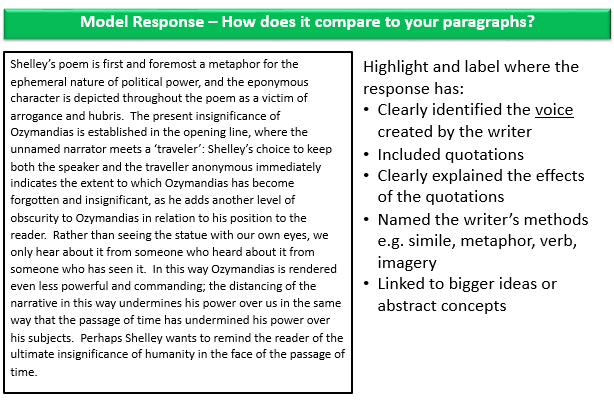 Model Response – How does it compare to your paragraphs?
Shelley's poem is first and foremost a metaphor for the
ephemeral nature of political power, and the eponymous
character is depicted throughout the poem as a victim of
arrogance and hubris.  The present insignificance of
Ozymandias is established in the opening line, where the
unnamed narrator meets a 'traveler': Shelley's choice to keep
both the speaker and the traveller anonymous immediately
indicates the extent to which Ozymandias has become
forgotten and insignificant, as he adds another level of
obscurity to Ozymandias in relation to his position to the
reader.  Rather than seeing the statue with our own eyes, we
only hear about it from someone who heard about it from
someone who has seen it.  In this way Ozymandias is rendered
even less powerful and commanding; the distancing of the
narrative in this way undermines his power over us in the same
way that the passage of time has undermined his power over
his subjects.  Perhaps Shelley wants to remind the reader of the
ultimate insignificance of humanity in the face of the passage of
time.
Highlight and label where the
response has:
• Clearly identified the voice
created by the writer
• Included quotations
• Clearly explained the effects
of the quotations
• Named the writer's methods
e.g. simile, metaphor, verb,
imagery
• Linked to bigger ideas or
abstract concepts